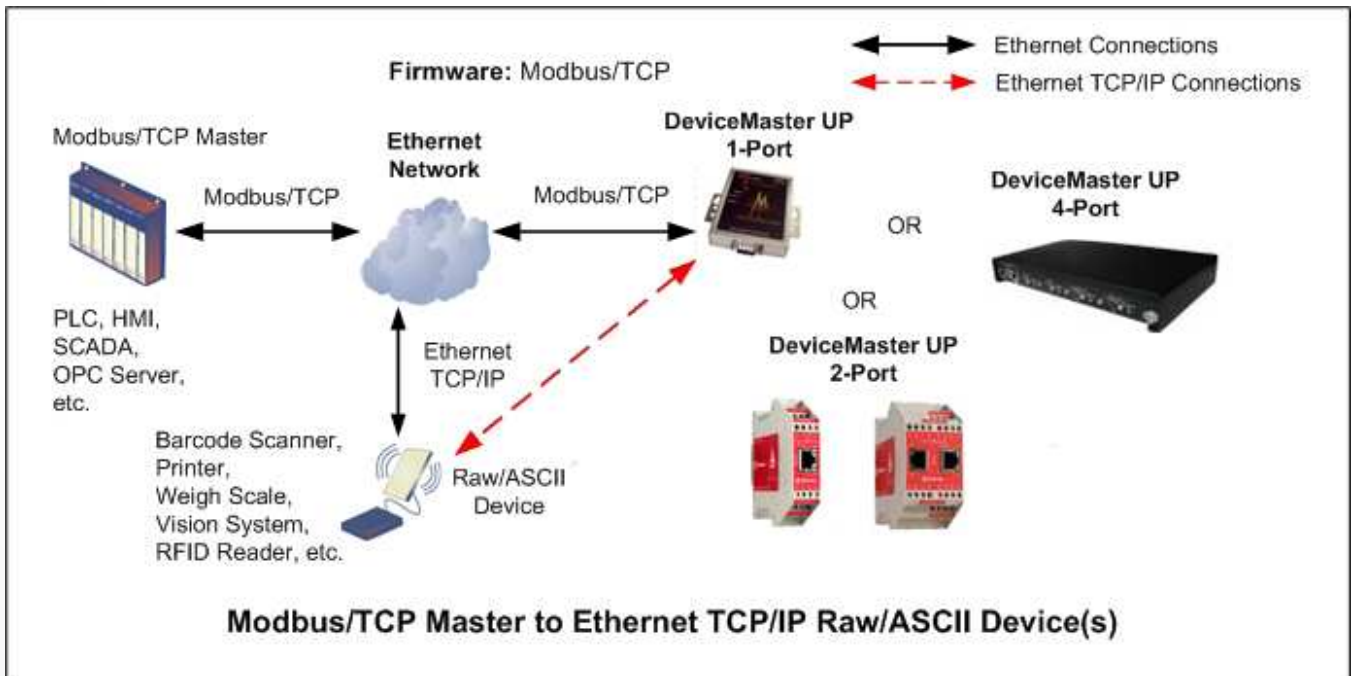 Ethernet Connections
Firmware: Modbus/TCP
Ethernet TCP/IP Connections
Modbus/TCP Master
Ethernet
Network
DeviceMaster UP
1-Port
DeviceMaster UP
4-Port
Modbus/TCP
Modbus/TCP
OR
OR
PLC, HMI,
SCADA,
OPC Server,
etc.
Ethernet
TCP/IP
DeviceMaster UP
2-Port
Barcode Scanner,
Printer,
Weigh Scale,
Vision System,
RFID Reader, etc.
Raw/ASCII
Device
Modbus/TCP Master to Ethernet TCP/IP Raw/ASCII Device(s)